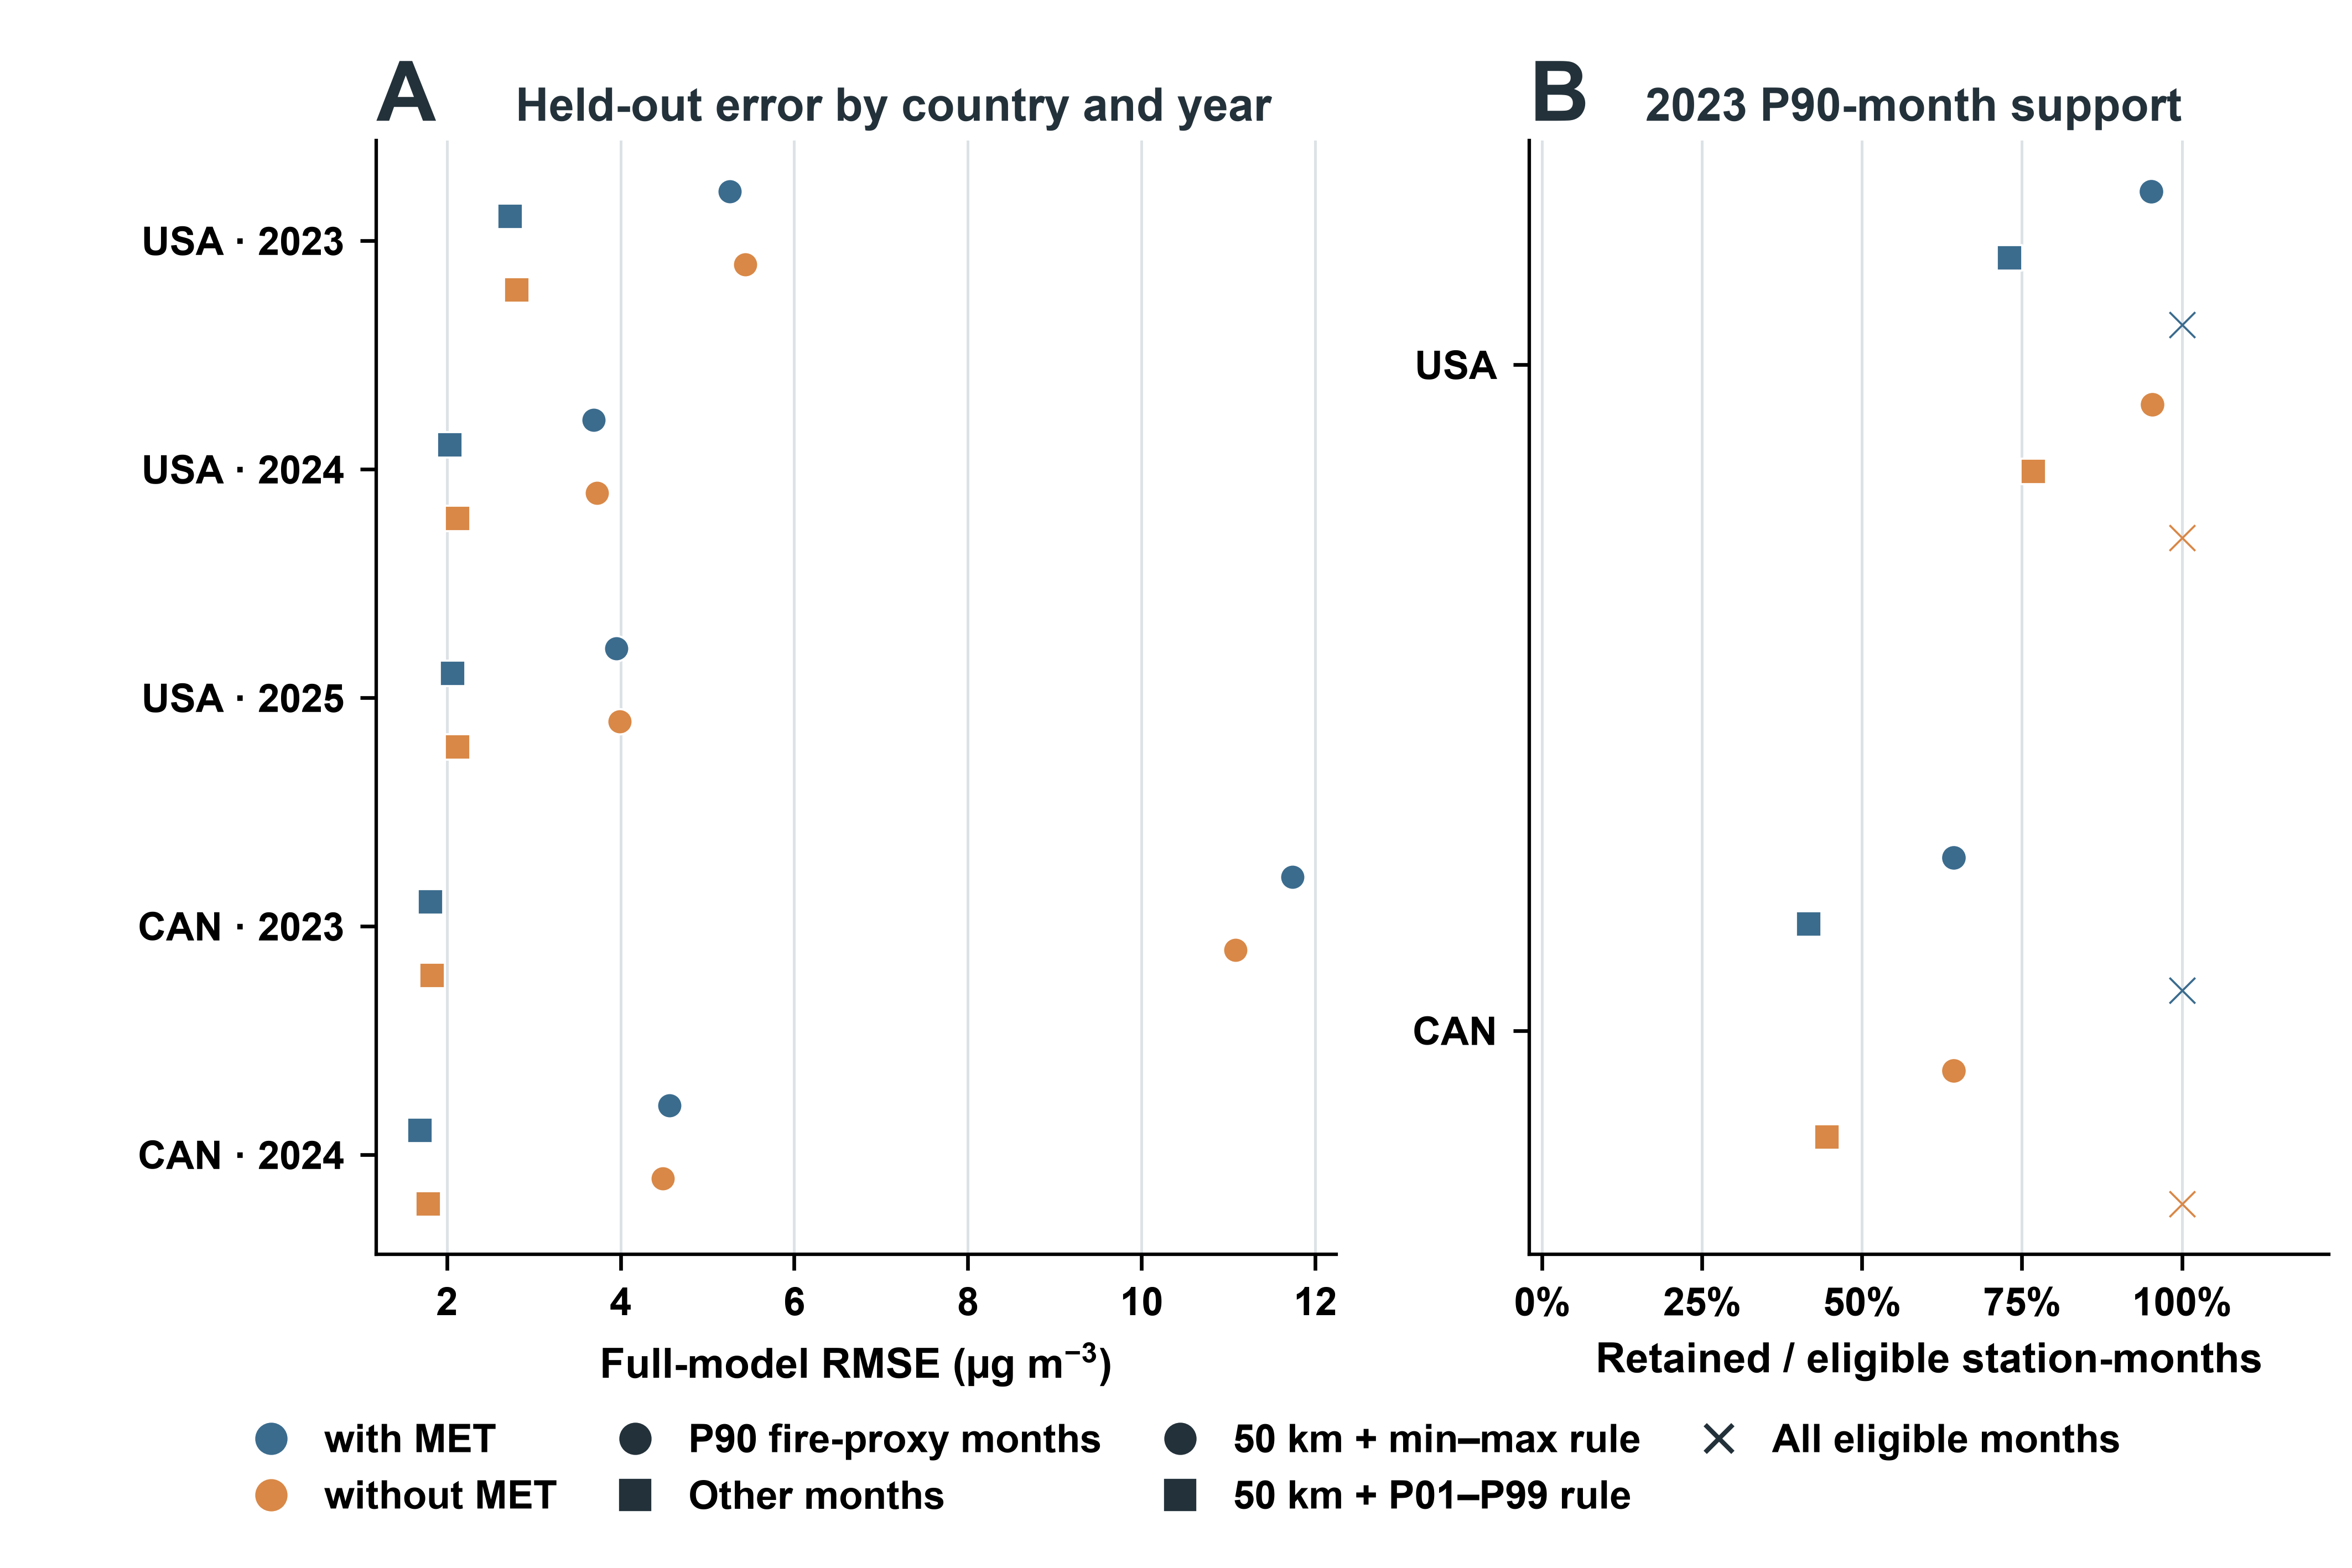 A
Held-out error by country and year
USA · 2023
USA · 2024
USA · 2025
CAN · 2023
CAN · 2024
2 4 6 8 10 12
Full-model RMSE (µg m⁻³)
B
2023 P90-month support
USA
CAN
0% 25% 50% 75% 100%
Retained / eligible station-months
with MET
without MET
P90 fire-proxy months
Other months
50 km + min–max rule
50 km + P01–P99 rule
All eligible months